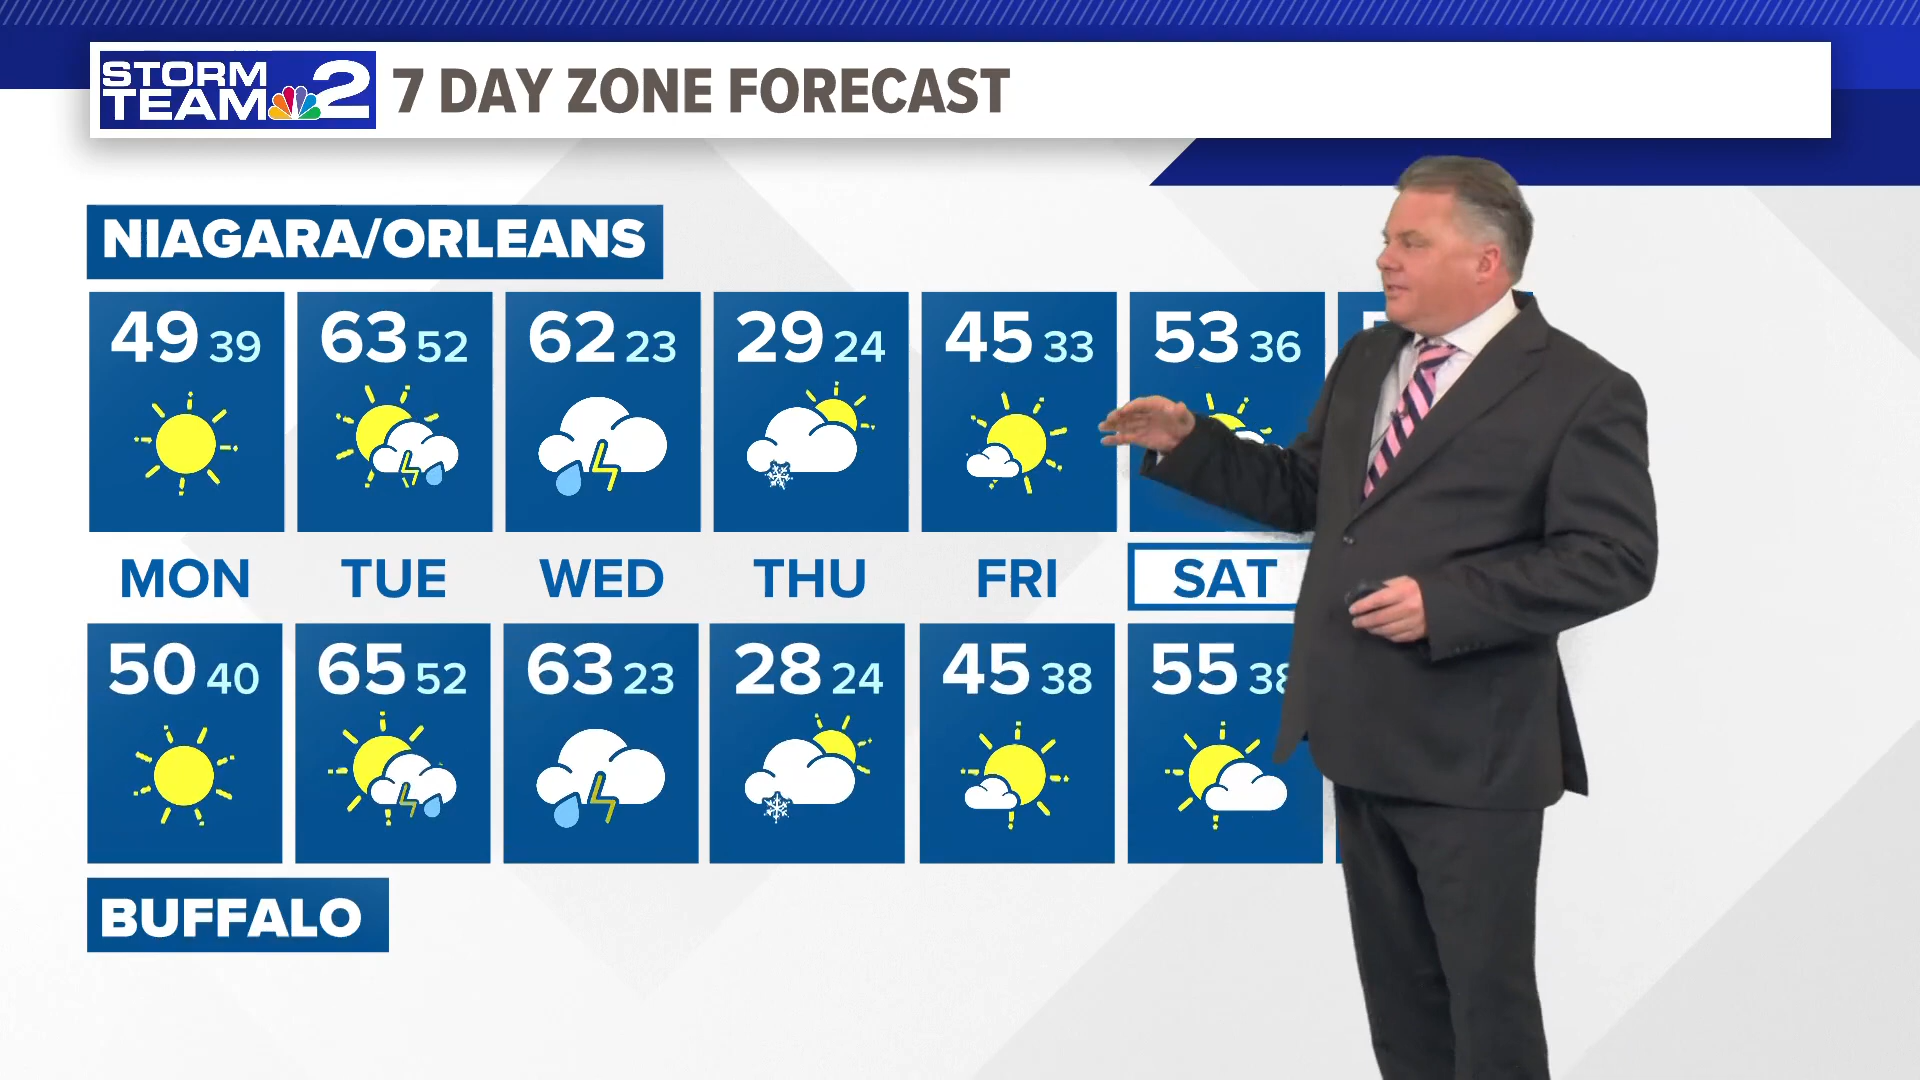 STORM
TEAM 2
7 DAY ZONE FORECAST
NIAGARA/ORLEANS
49 39 63 52 62 23 29 24 45 33 53 36
MON TUE WED THU FRI SAT
50 40 65 52 63 23 28 24 45 38 55 38
BUFFALO